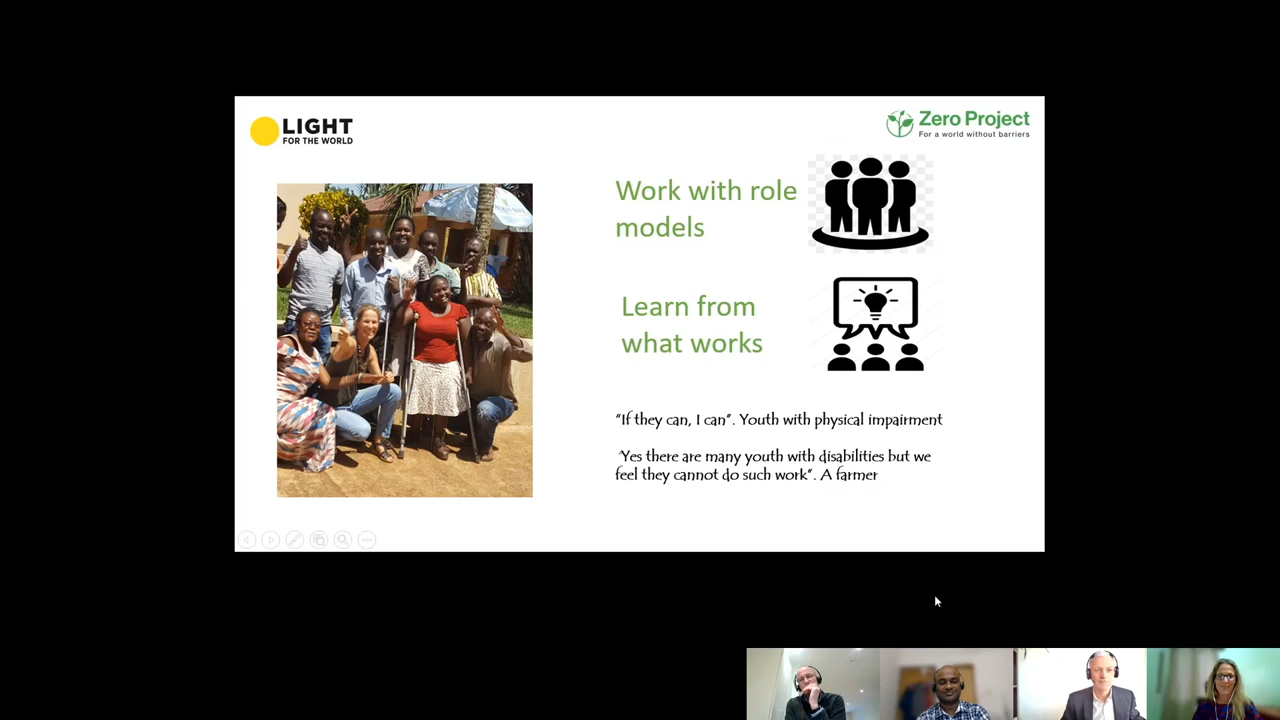 LIGHT
FOR THE WORLD
Zero Project
For a world without barriers
Work with role
models
Learn from
what works
"If they can, I can". Youth with physical impairment
"Yes there are many youth with disabilities but we
feel they cannot do such work". A farmer